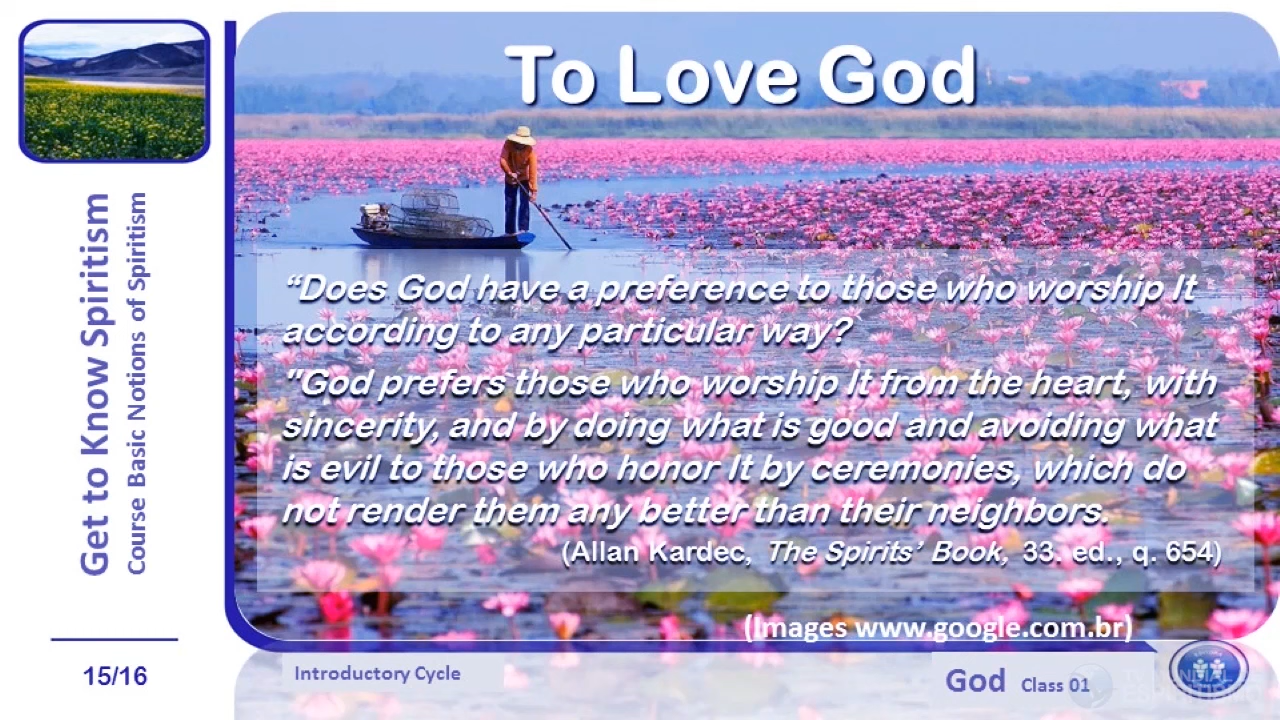 To Love God
“Does God have a preference to those who worship It
according to any particular way?
"God prefers those who worship It from the heart, with
sincerity, and by doing what is good and avoiding what
is evil to those who honor It by ceremonies, which do
not render them any better than their neighbors.
(Allan Kardec, The Spirits’ Book, 33. ed., q. 654)
(Images www.google.com.br)
Get to Know Spiritism
Course Basic Notions of Spiritism
15/16
Introductory Cycle
God Class 01